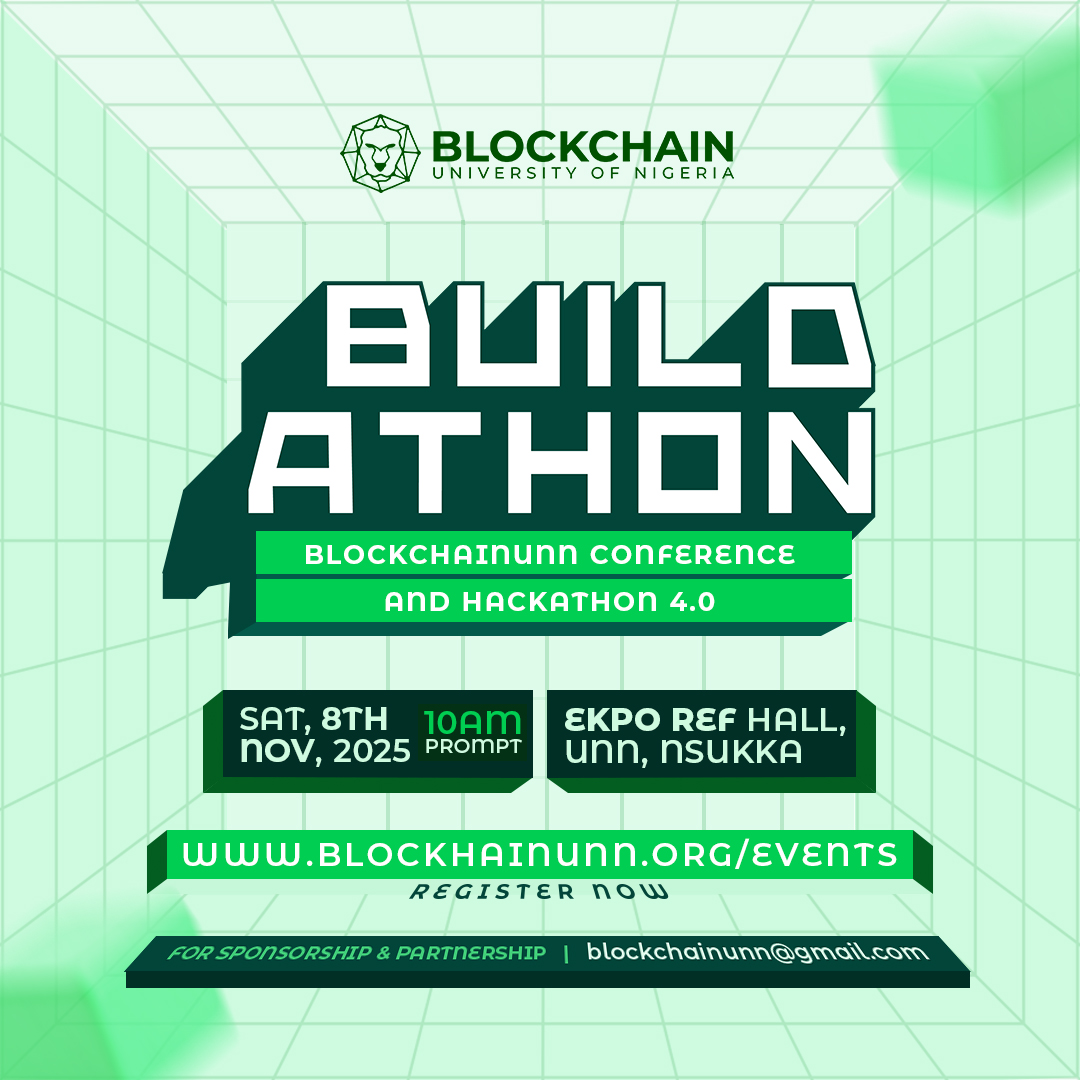 BLOCKCHAIN
UNIVERSITY OF NIGERIA
BUILD
ATHON
BLOCKCHAINUNN CONFERENCE
AND HACKATHON 4.0
SAT, 8TH
NOV, 2025
10AM
PROMPT
EKPO REF HALL,
UNN, NSUKKA
WWW.BLOCKHAINUNN.ORG/EVENTS
REGISTER NOW
FOR SPONSORSHIP & PARTNERSHIP | blockchainunn@gmail.com